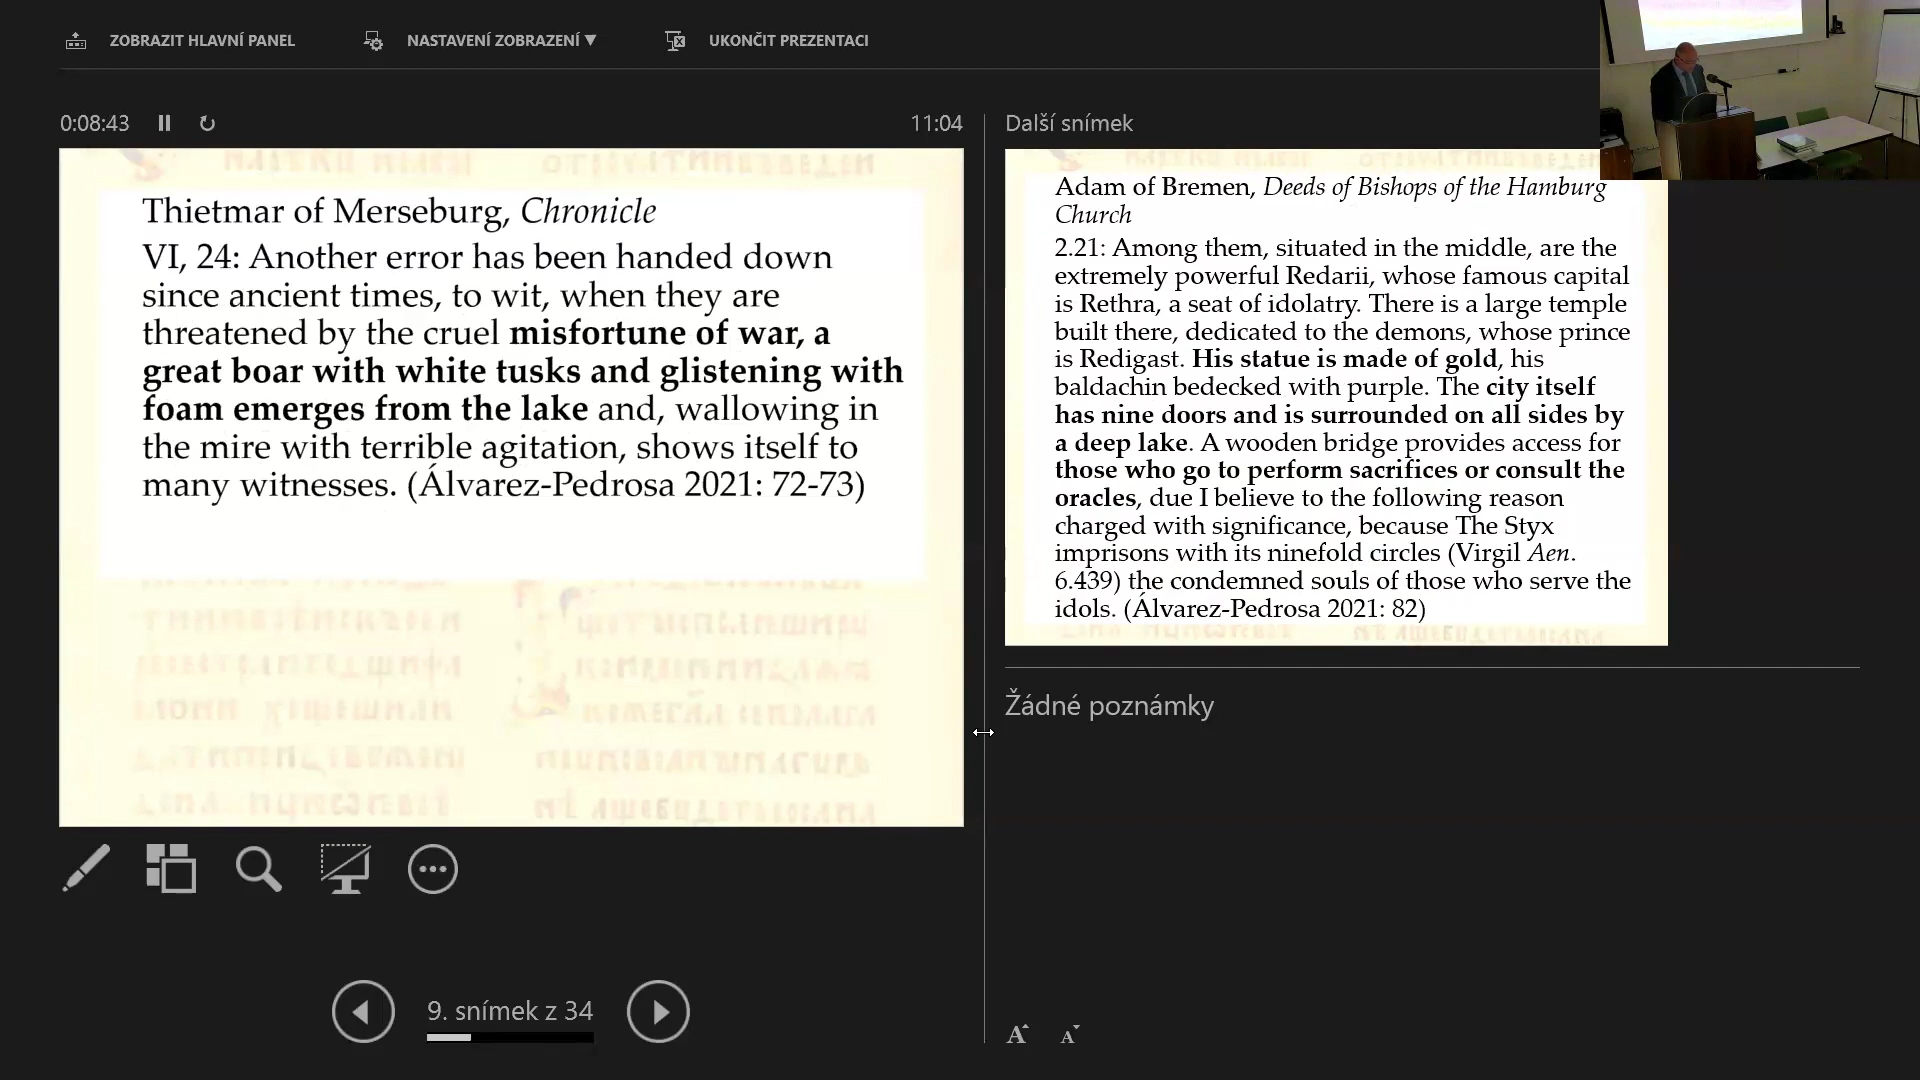 ZOBRAZIT HLAVNÍ PANEL
NASTAVENÍ ZOBRAZENÍ ▼
UKONČIT PREZENTACI
0:08:43
11:04
Další snímek
Thietmar of Merseburg, Chronicle
VI, 24: Another error has been handed down
since ancient times, to wit, when they are
threatened by the cruel misfortune of war, a
great boar with white tusks and glistening with
foam emerges from the lake and, wallowing in
the mire with terrible agitation, shows itself to
many witnesses. (Álvarez-Pedrosa 2021: 72-73)
Adam of Bremen, Deeds of Bishops of the Hamburg
Church
2.21: Among them, situated in the middle, are the
extremely powerful Redarii, whose famous capital
is Rethra, a seat of idolatry. There is a large temple
built there, dedicated to the demons, whose prince
is Redigast. His statue is made of gold, his
baldachin bedecked with purple. The city itself
has nine doors and is surrounded on all sides by
a deep lake. A wooden bridge provides access for
those who go to perform sacrifices or consult the
oracles, due I believe to the following reason
charged with significance, because The Styx
imprisons with its ninefold circles (Virgil Aen.
6.439) the condemned souls of those who serve the
idols. (Álvarez-Pedrosa 2021: 82)
Žádné poznámky
9. snímek z 34
A A